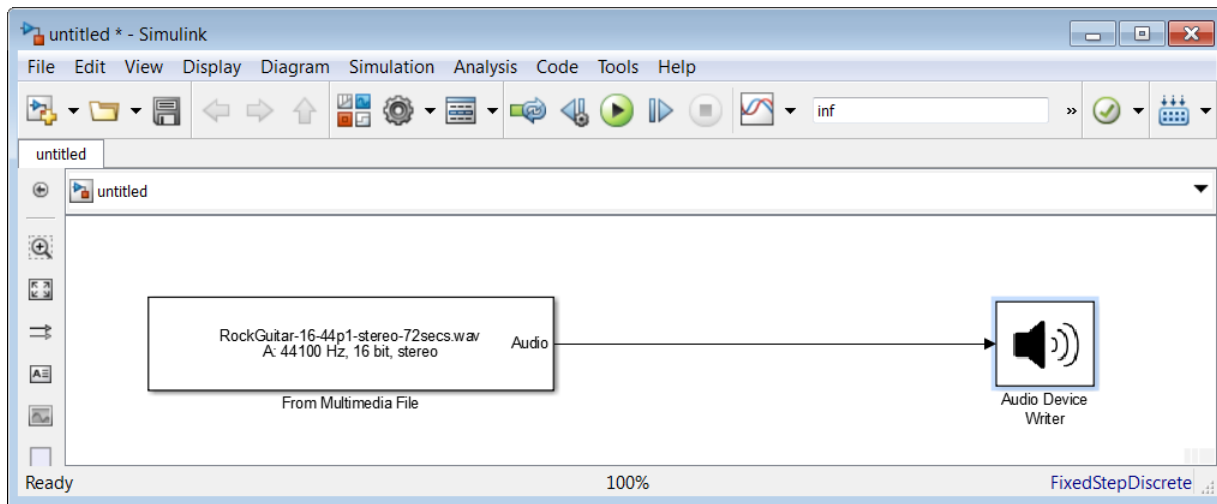 untitled * - Simulink
File Edit View Display Diagram Simulation Analysis Code Tools Help
inf »
untitled
untitled
RockGuitar-16-44p1-stereo-72secs.wav
A: 44100 Hz, 16 bit, stereo
Audio
From Multimedia File
Audio Device
Writer
Ready 100% FixedStepDiscrete